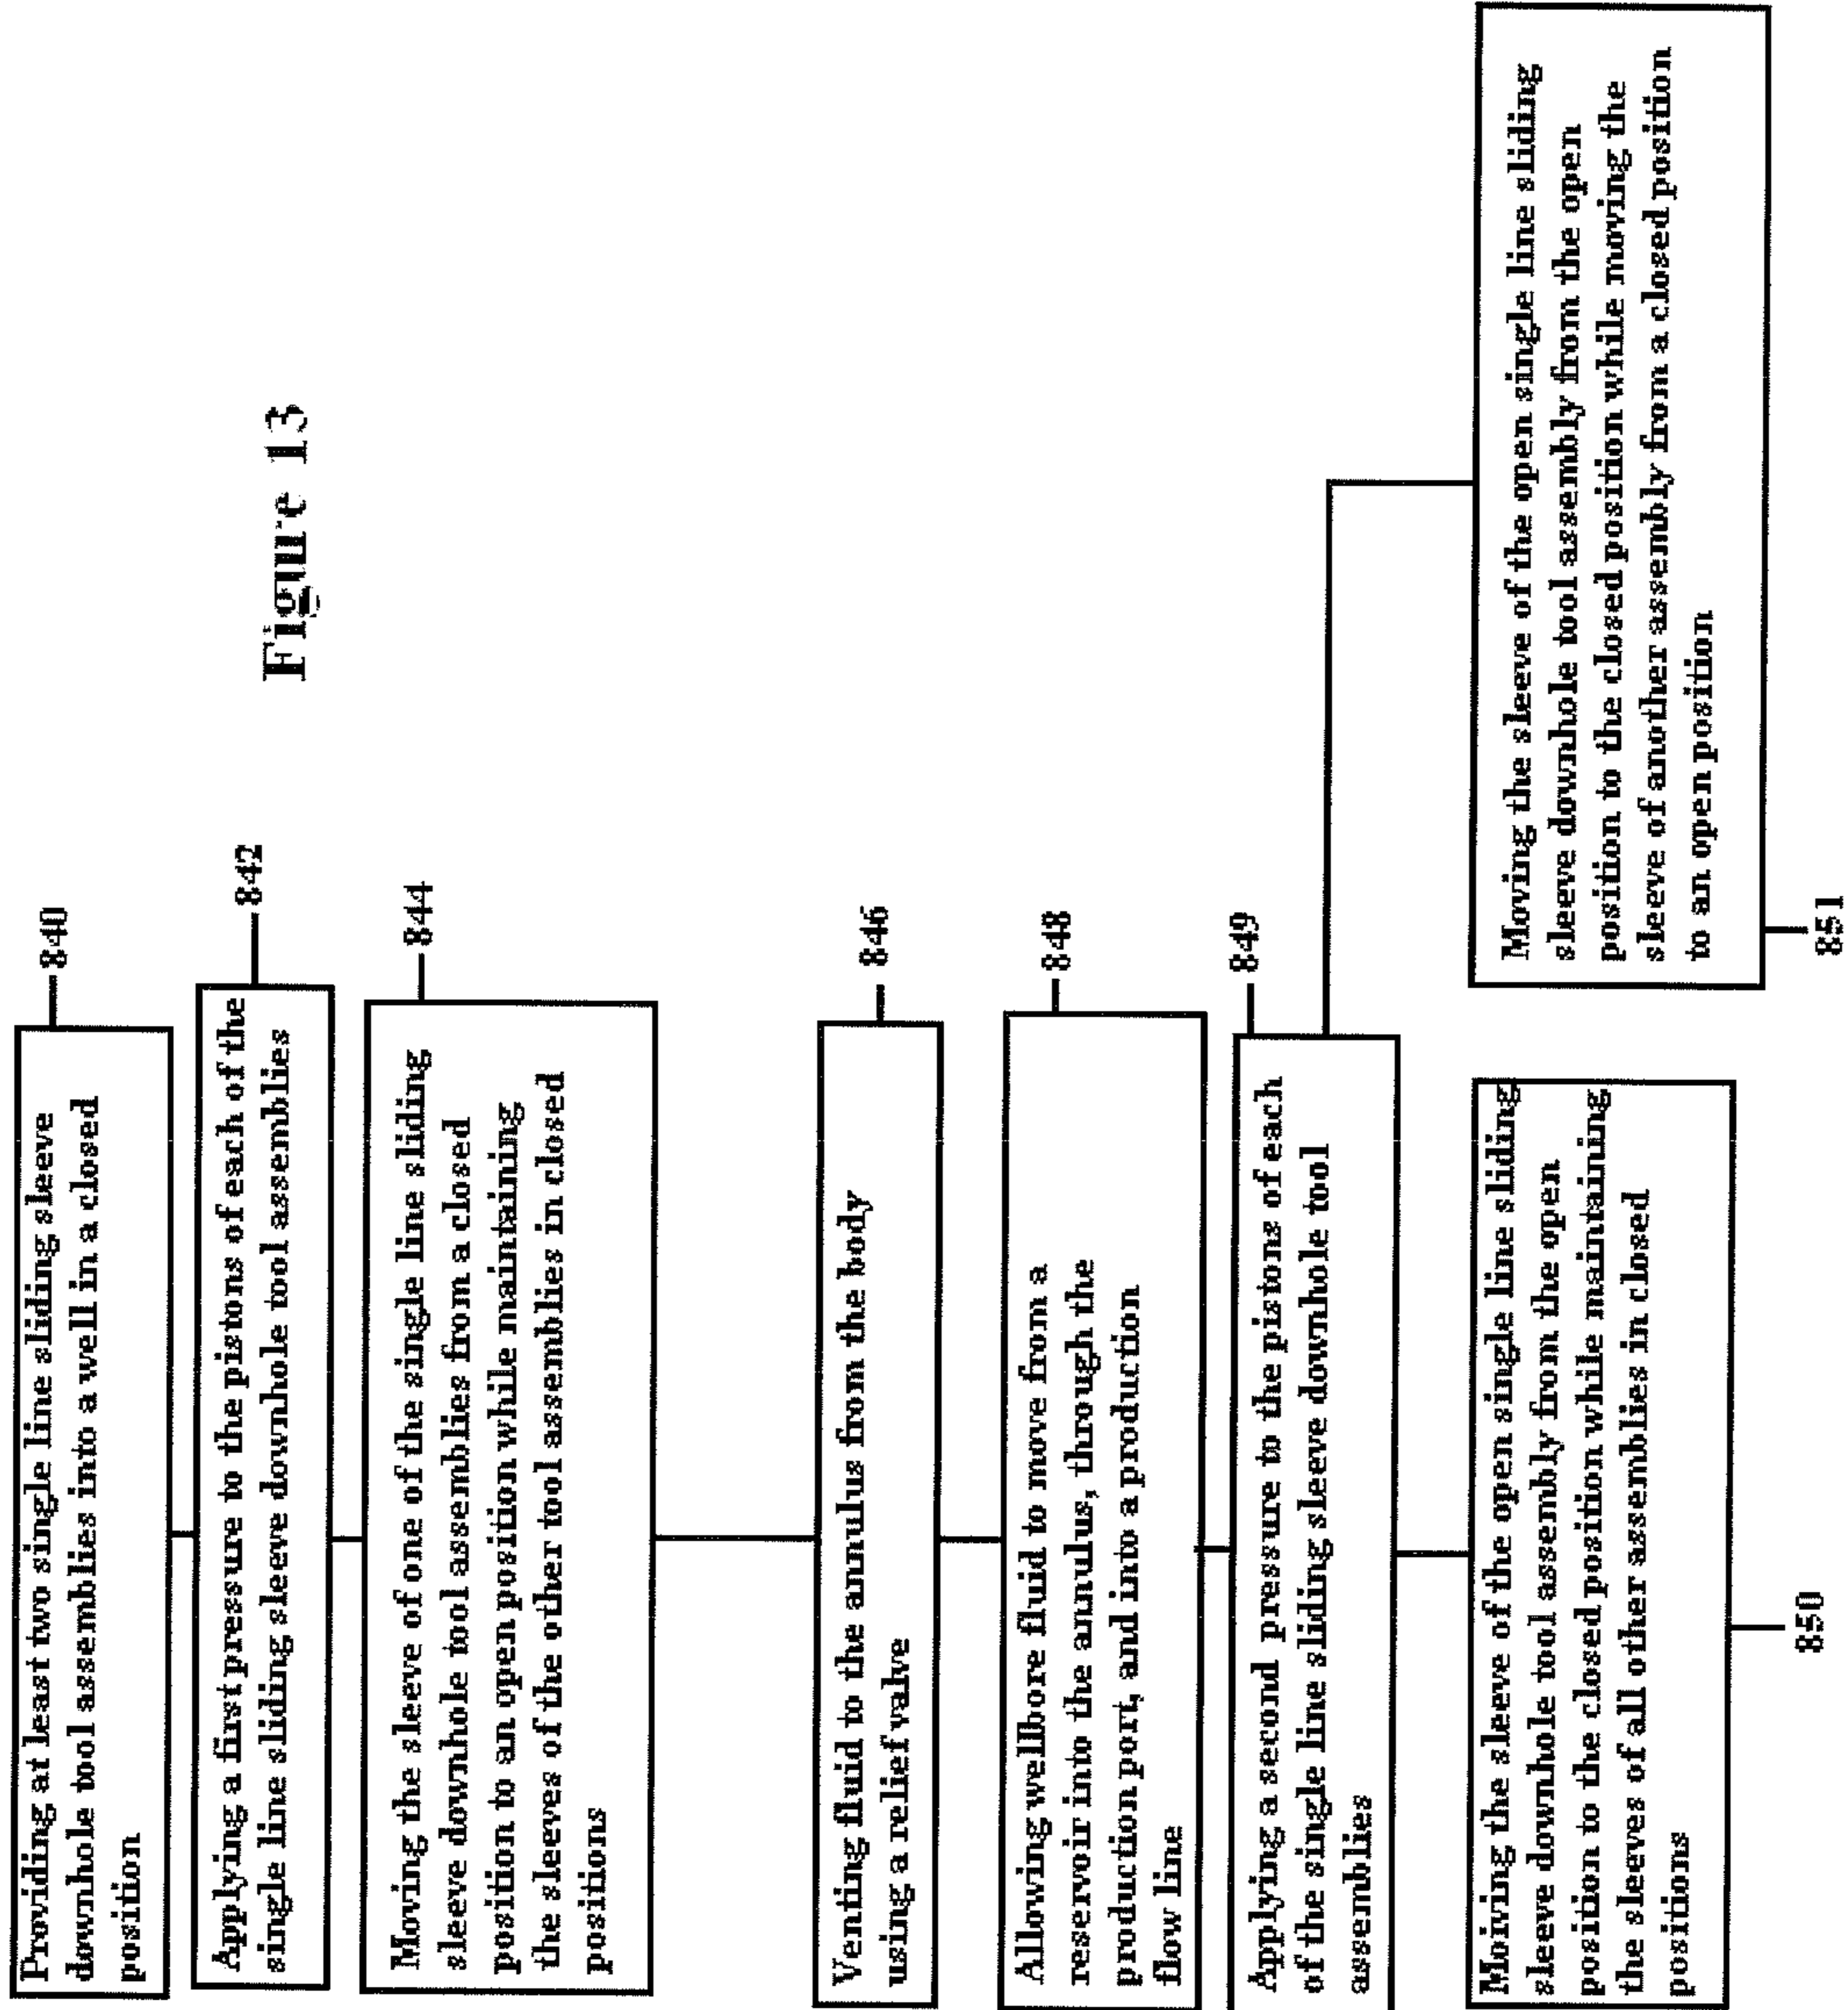 Figure 13
Providing at least two single line sliding sleeve
downhole tool assemblies into a well in a closed
position
840
Applying a first pressure to the pistons of each of the
single line sliding sleeve downhole tool assemblies
842
Moving the sleeve of one of the single line sliding
sleeve downhole tool assemblies from a closed
position to an open position while maintaining
the sleeves of the other tool assemblies in closed
positions
844
Venting fluid to the annulus from the body
using a relief valve
846
Allowing wellbore fluid to move from a
reservoir into the annulus, through the
production port, and into a production
flow line
848
Applying a second pressure to the pistons of each
of the single line sliding sleeve downhole tool
assemblies
849
Moiving the sleeve of the open single line sliding
sleeve downhole tool assembly from the open
position to the closed position while maintaining
the sleeves of all other assemblies in closed
positions
850
Moving the sleeve of the open single line sliding
sleeve downhole tool assembly from the open
position to the closed position while moving the
sleeve of another assembly from a closed position
to an open position
851